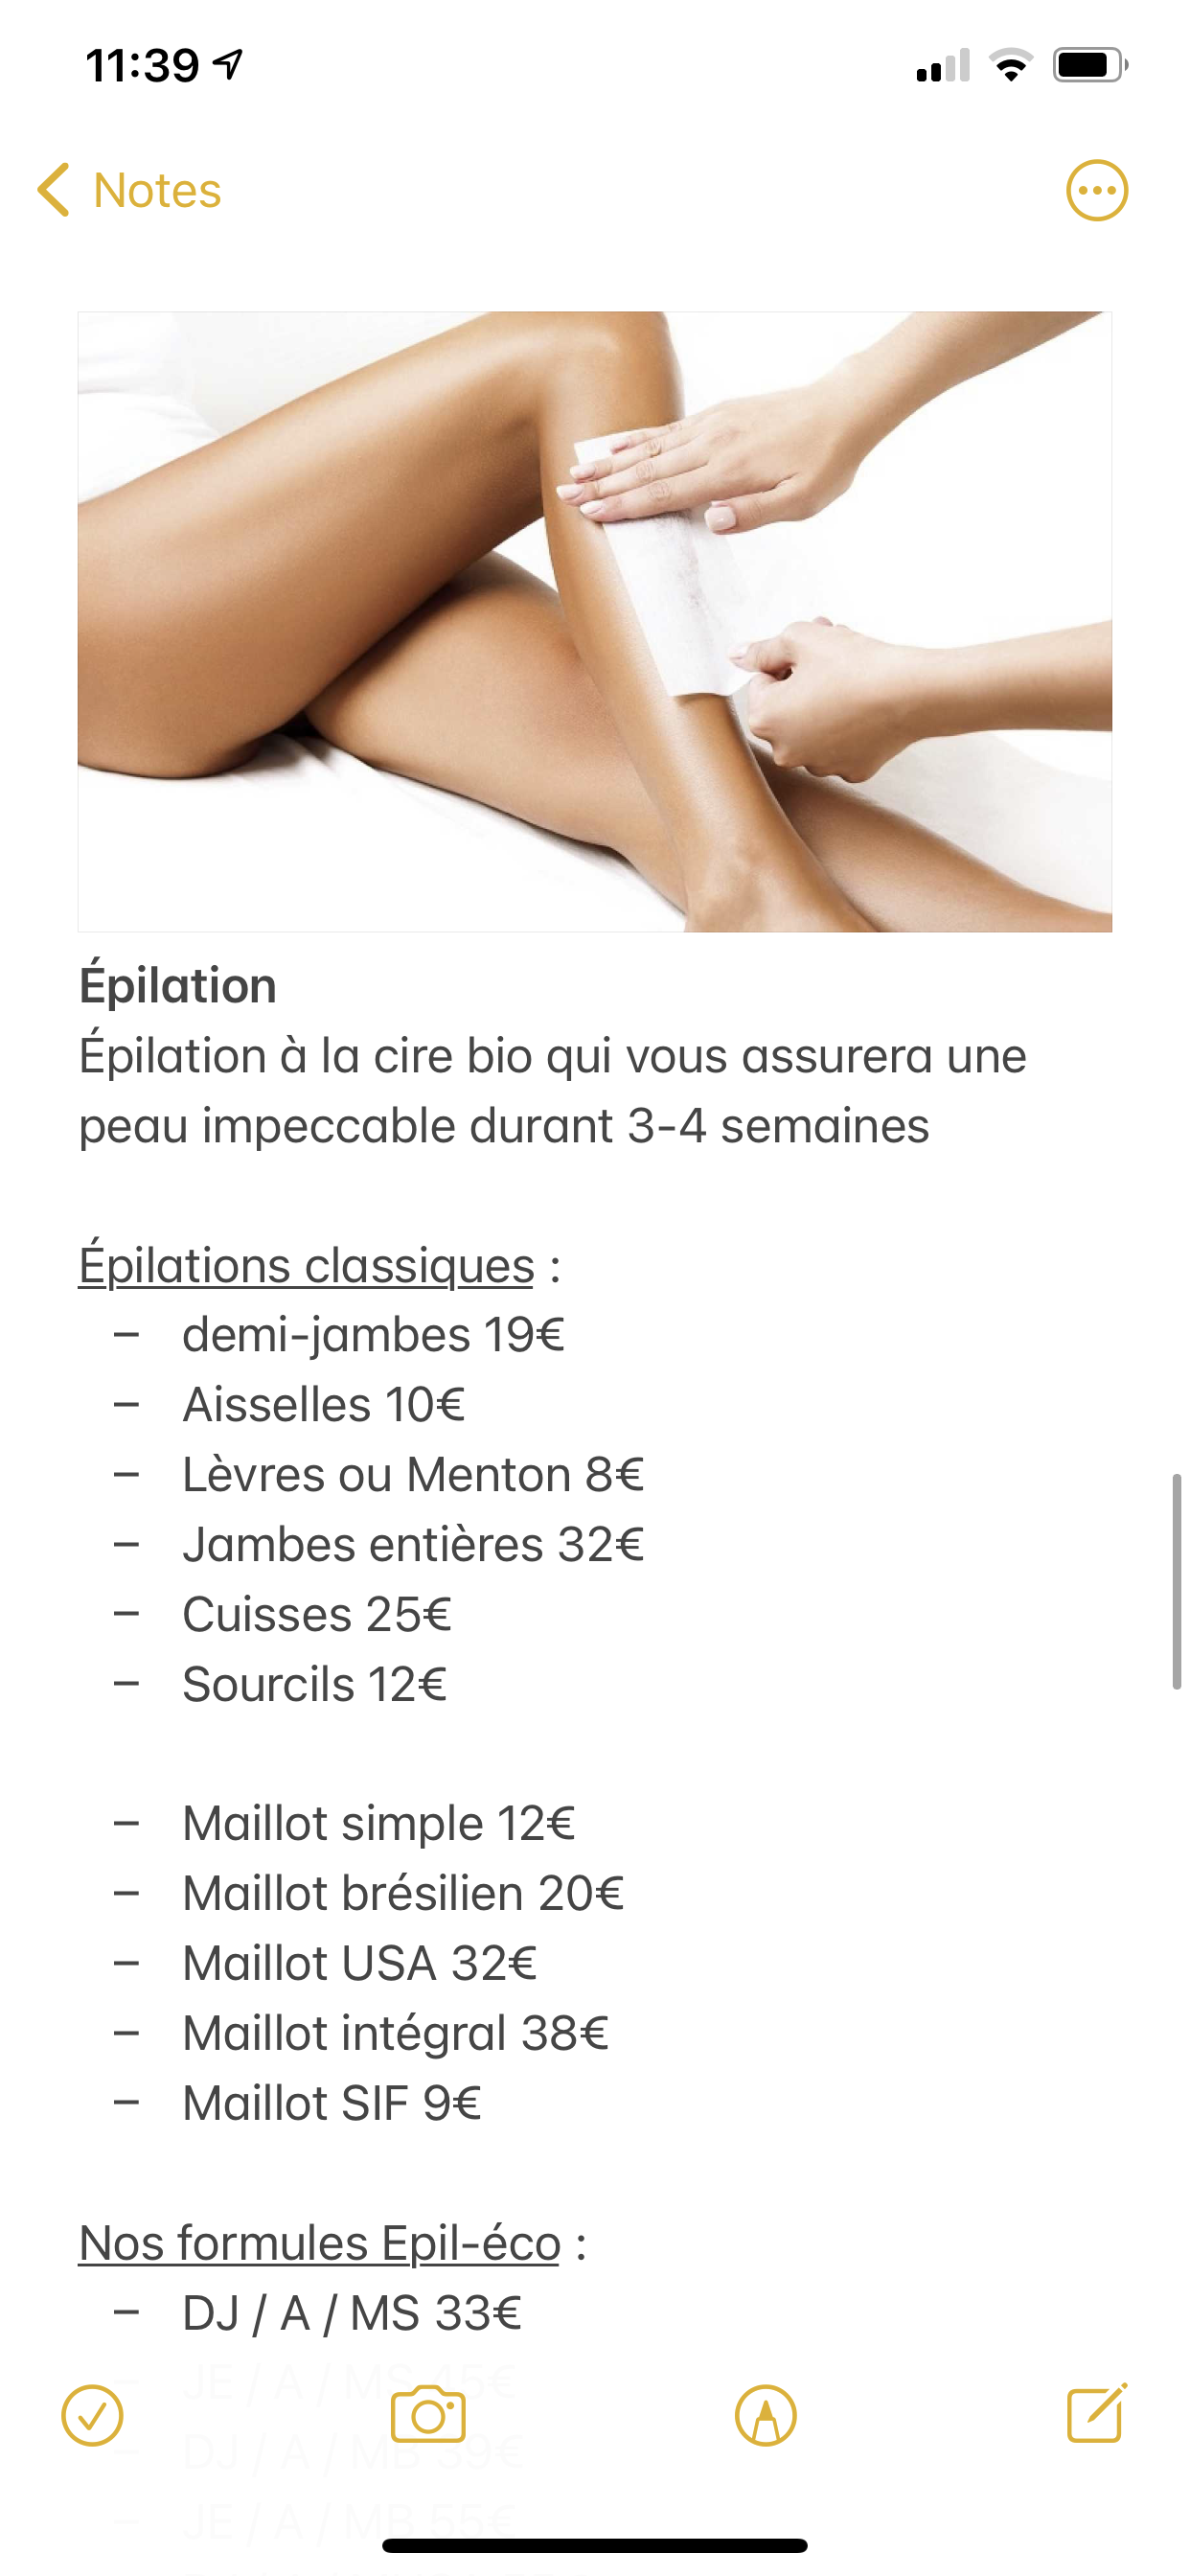 11:39
Notes
Épilation
Épilation à la cire bio qui vous assurera une
peau impeccable durant 3-4 semaines
Épilations classiques :
– demi-jambes 19€
– Aisselles 10€
– Lèvres ou Menton 8€
– Jambes entières 32€
– Cuisses 25€
– Sourcils 12€
– Maillot simple 12€
– Maillot brésilien 20€
– Maillot USA 32€
– Maillot intégral 38€
– Maillot SIF 9€
Nos formules Epil-éco :
– DJ / A / MS 33€
– JE / A / MS 45€
– DJ / A / MB 39€
– JE / A / MB 55€